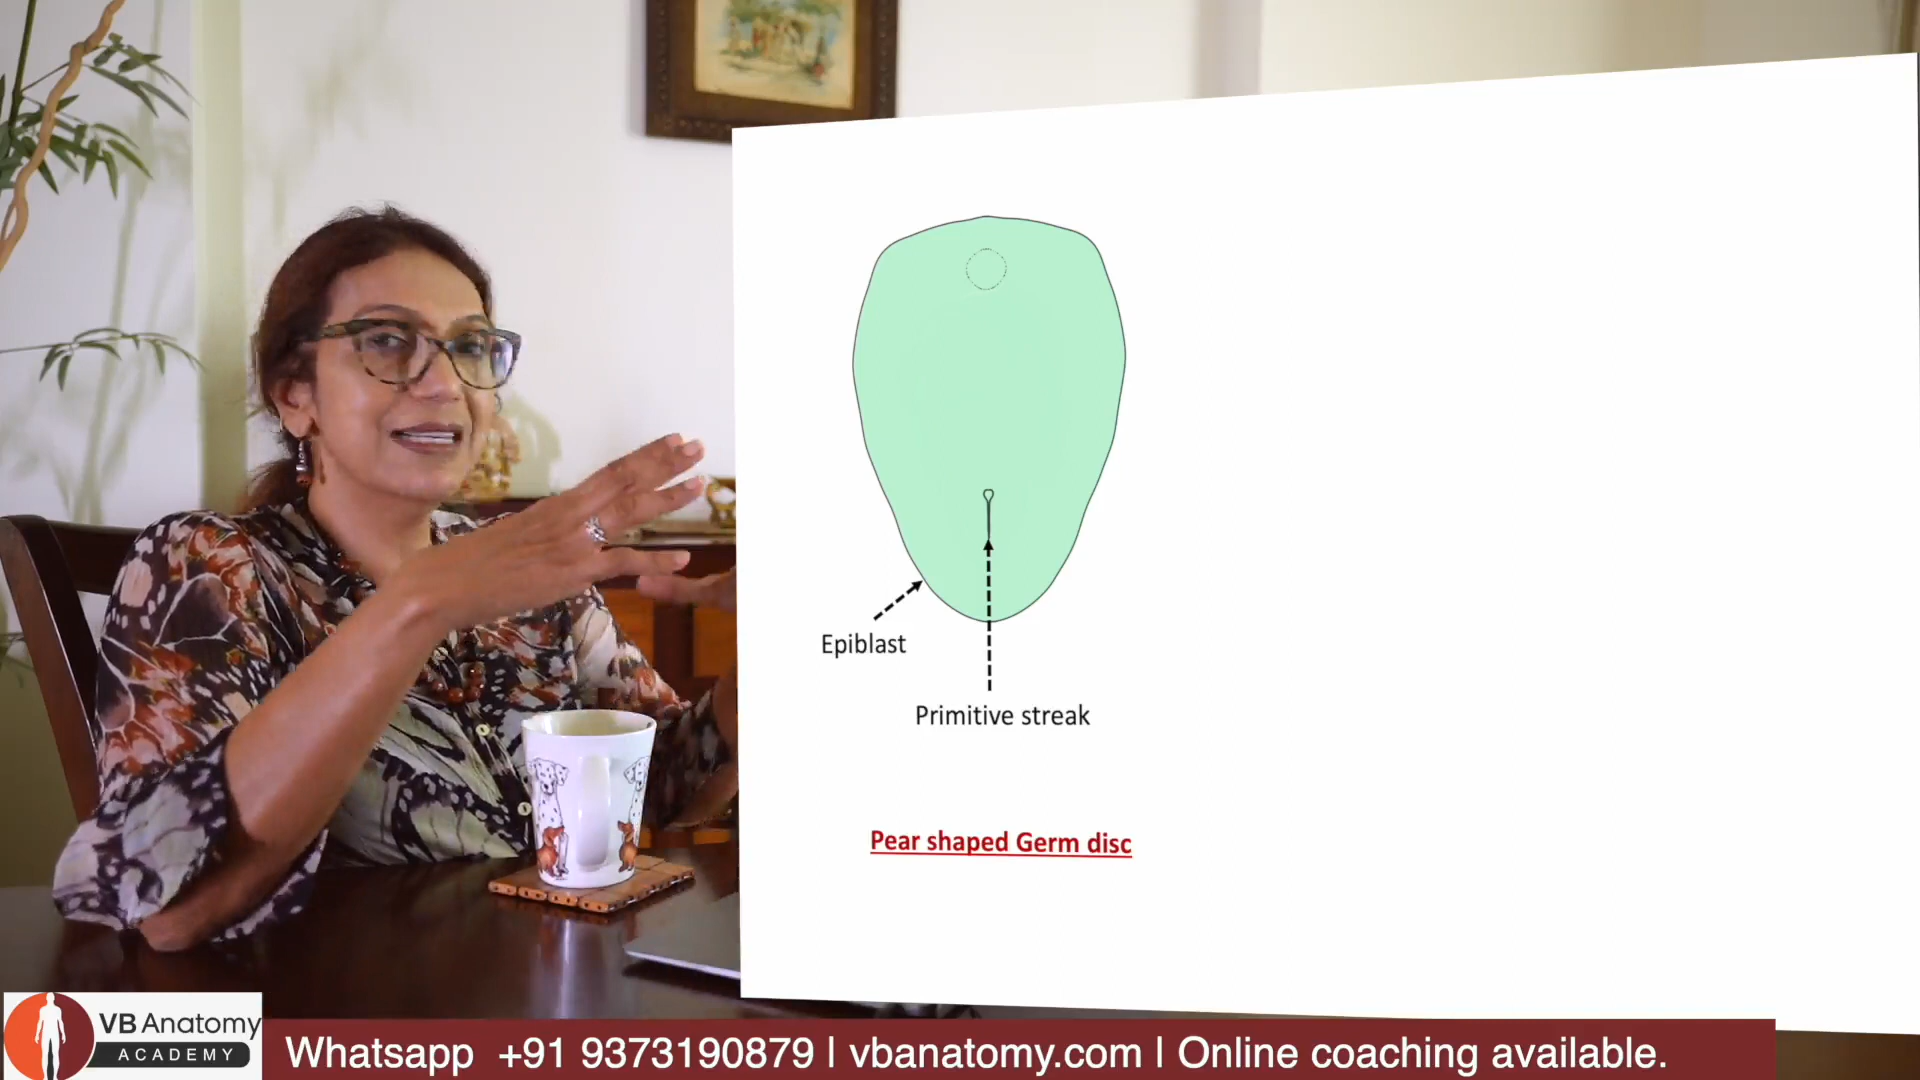 Epiblast
Primitive streak
Pear shaped Germ disc
VB Anatomy
ACADEMY
Whatsapp +91 9373190879 | vbanatomy.com | Online coaching available.